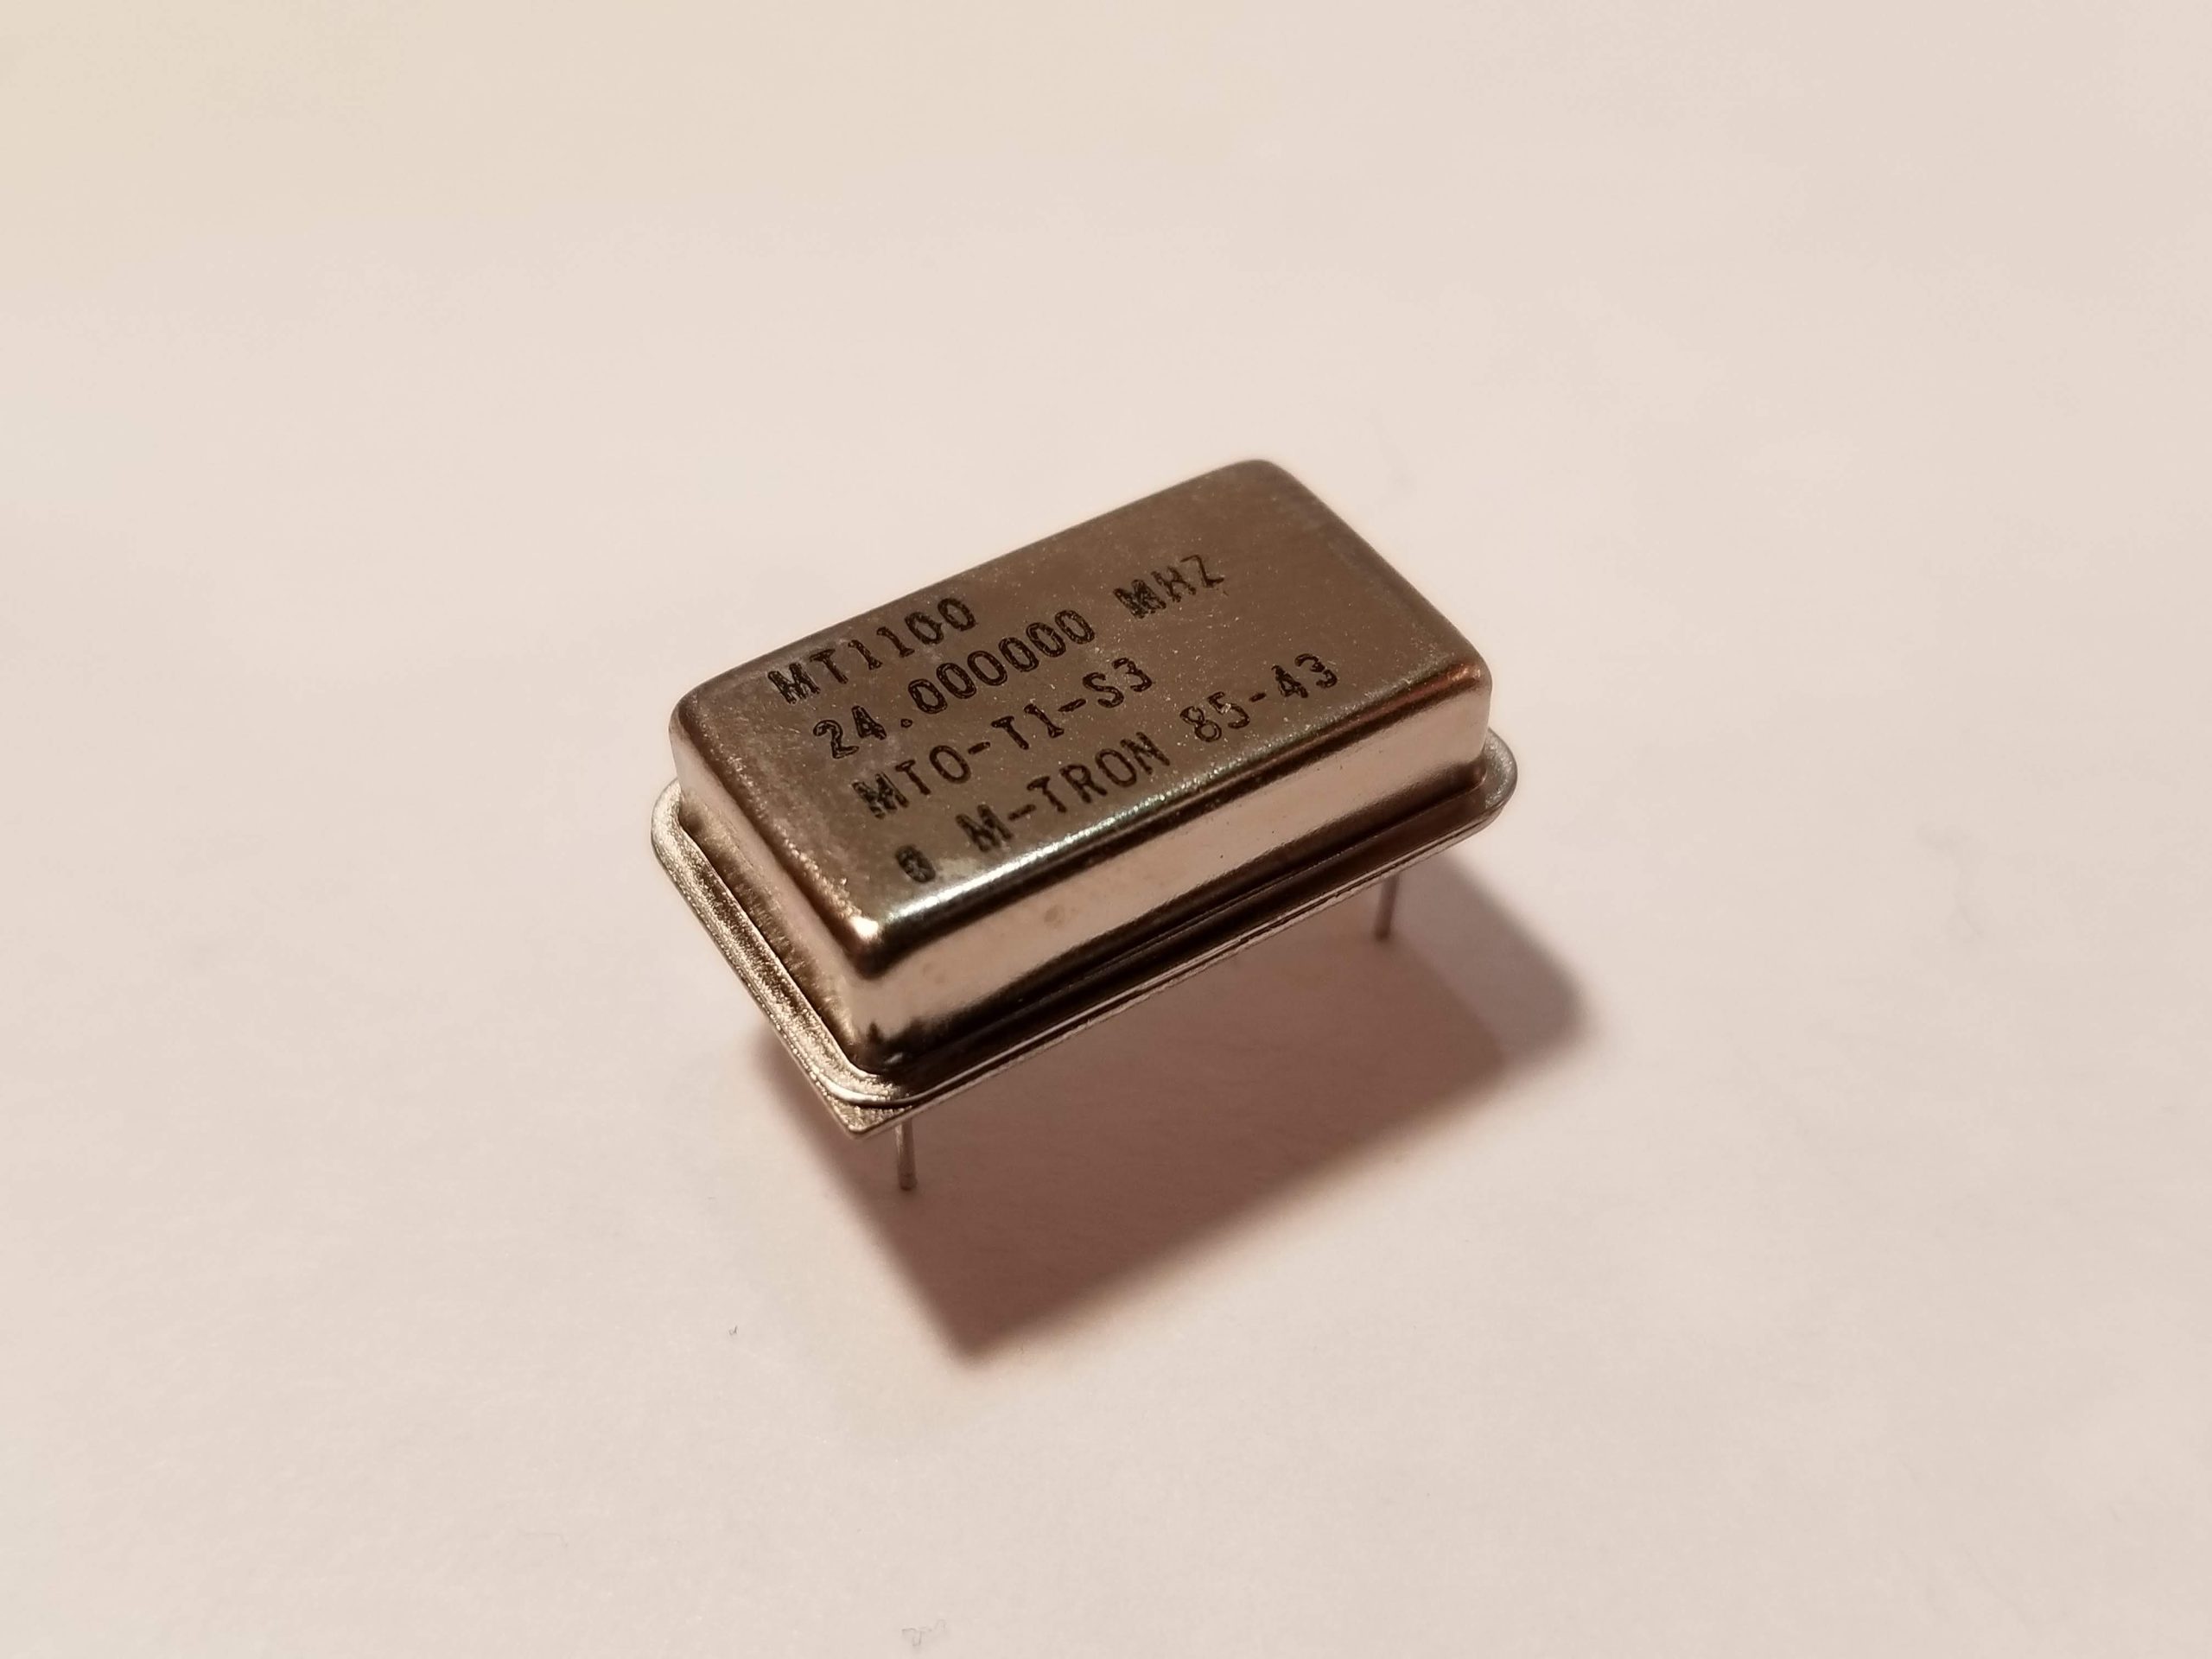 MT1100
24.000000 MHZ
MTO-T1-S3
M-TRON 85-43